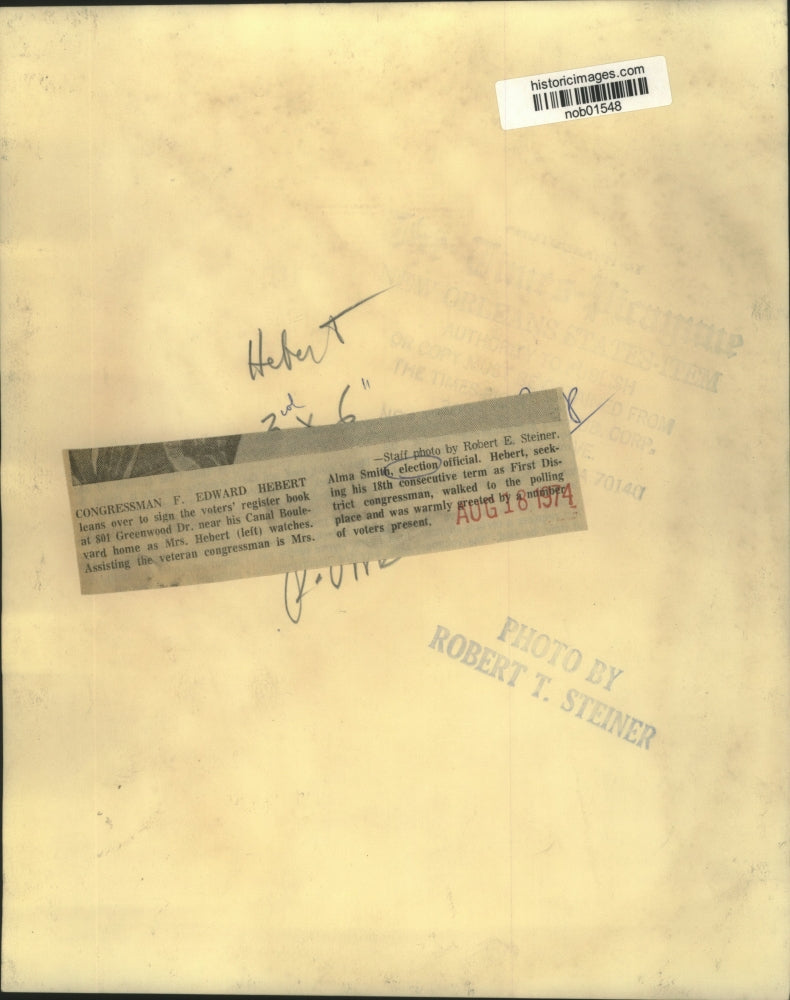 historicimages.com
nob01548
The Times-Picayune
NEW ORLEANS STATES-ITEM
Hebert
CONGRESSMAN F. EDWARD HEBERT
leans over to sign the voters' register book
at 801 Greenwood Dr. near his Canal Boule-
vard home as Mrs. Hebert (left) watches.
Assisting the veteran congressman is Mrs.
—Staff photo by Robert E. Steiner.
Alma Smith, election official. Hebert, seek-
ing his 18th consecutive term as First Dis-
trict congressman, walked to the polling
place and was warmly greeted by a number
of voters present.
AUG 18 1974
PHOTO BY
ROBERT T. STEINER